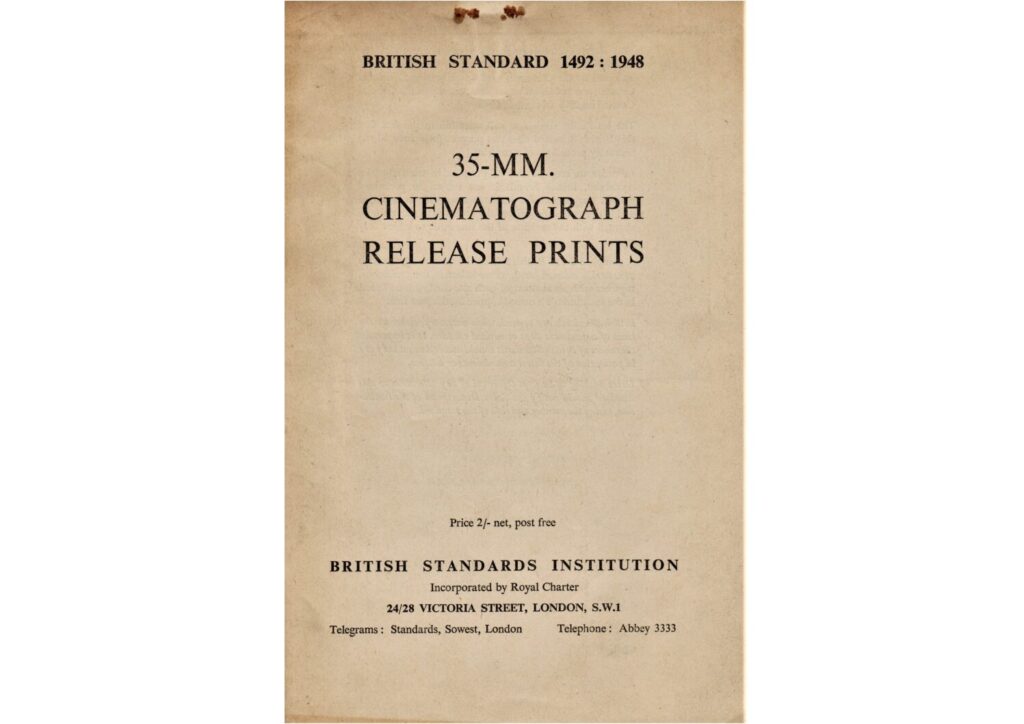 BRITISH STANDARD 1492 : 1948
35-MM.
CINEMATOGRAPH
RELEASE PRINTS
Price 2/- net, post free
BRITISH STANDARDS INSTITUTION
Incorporated by Royal Charter
24/28 VICTORIA STREET, LONDON, S.W.1
Telegrams : Standards, Sowest, London Telephone : Abbey 3333